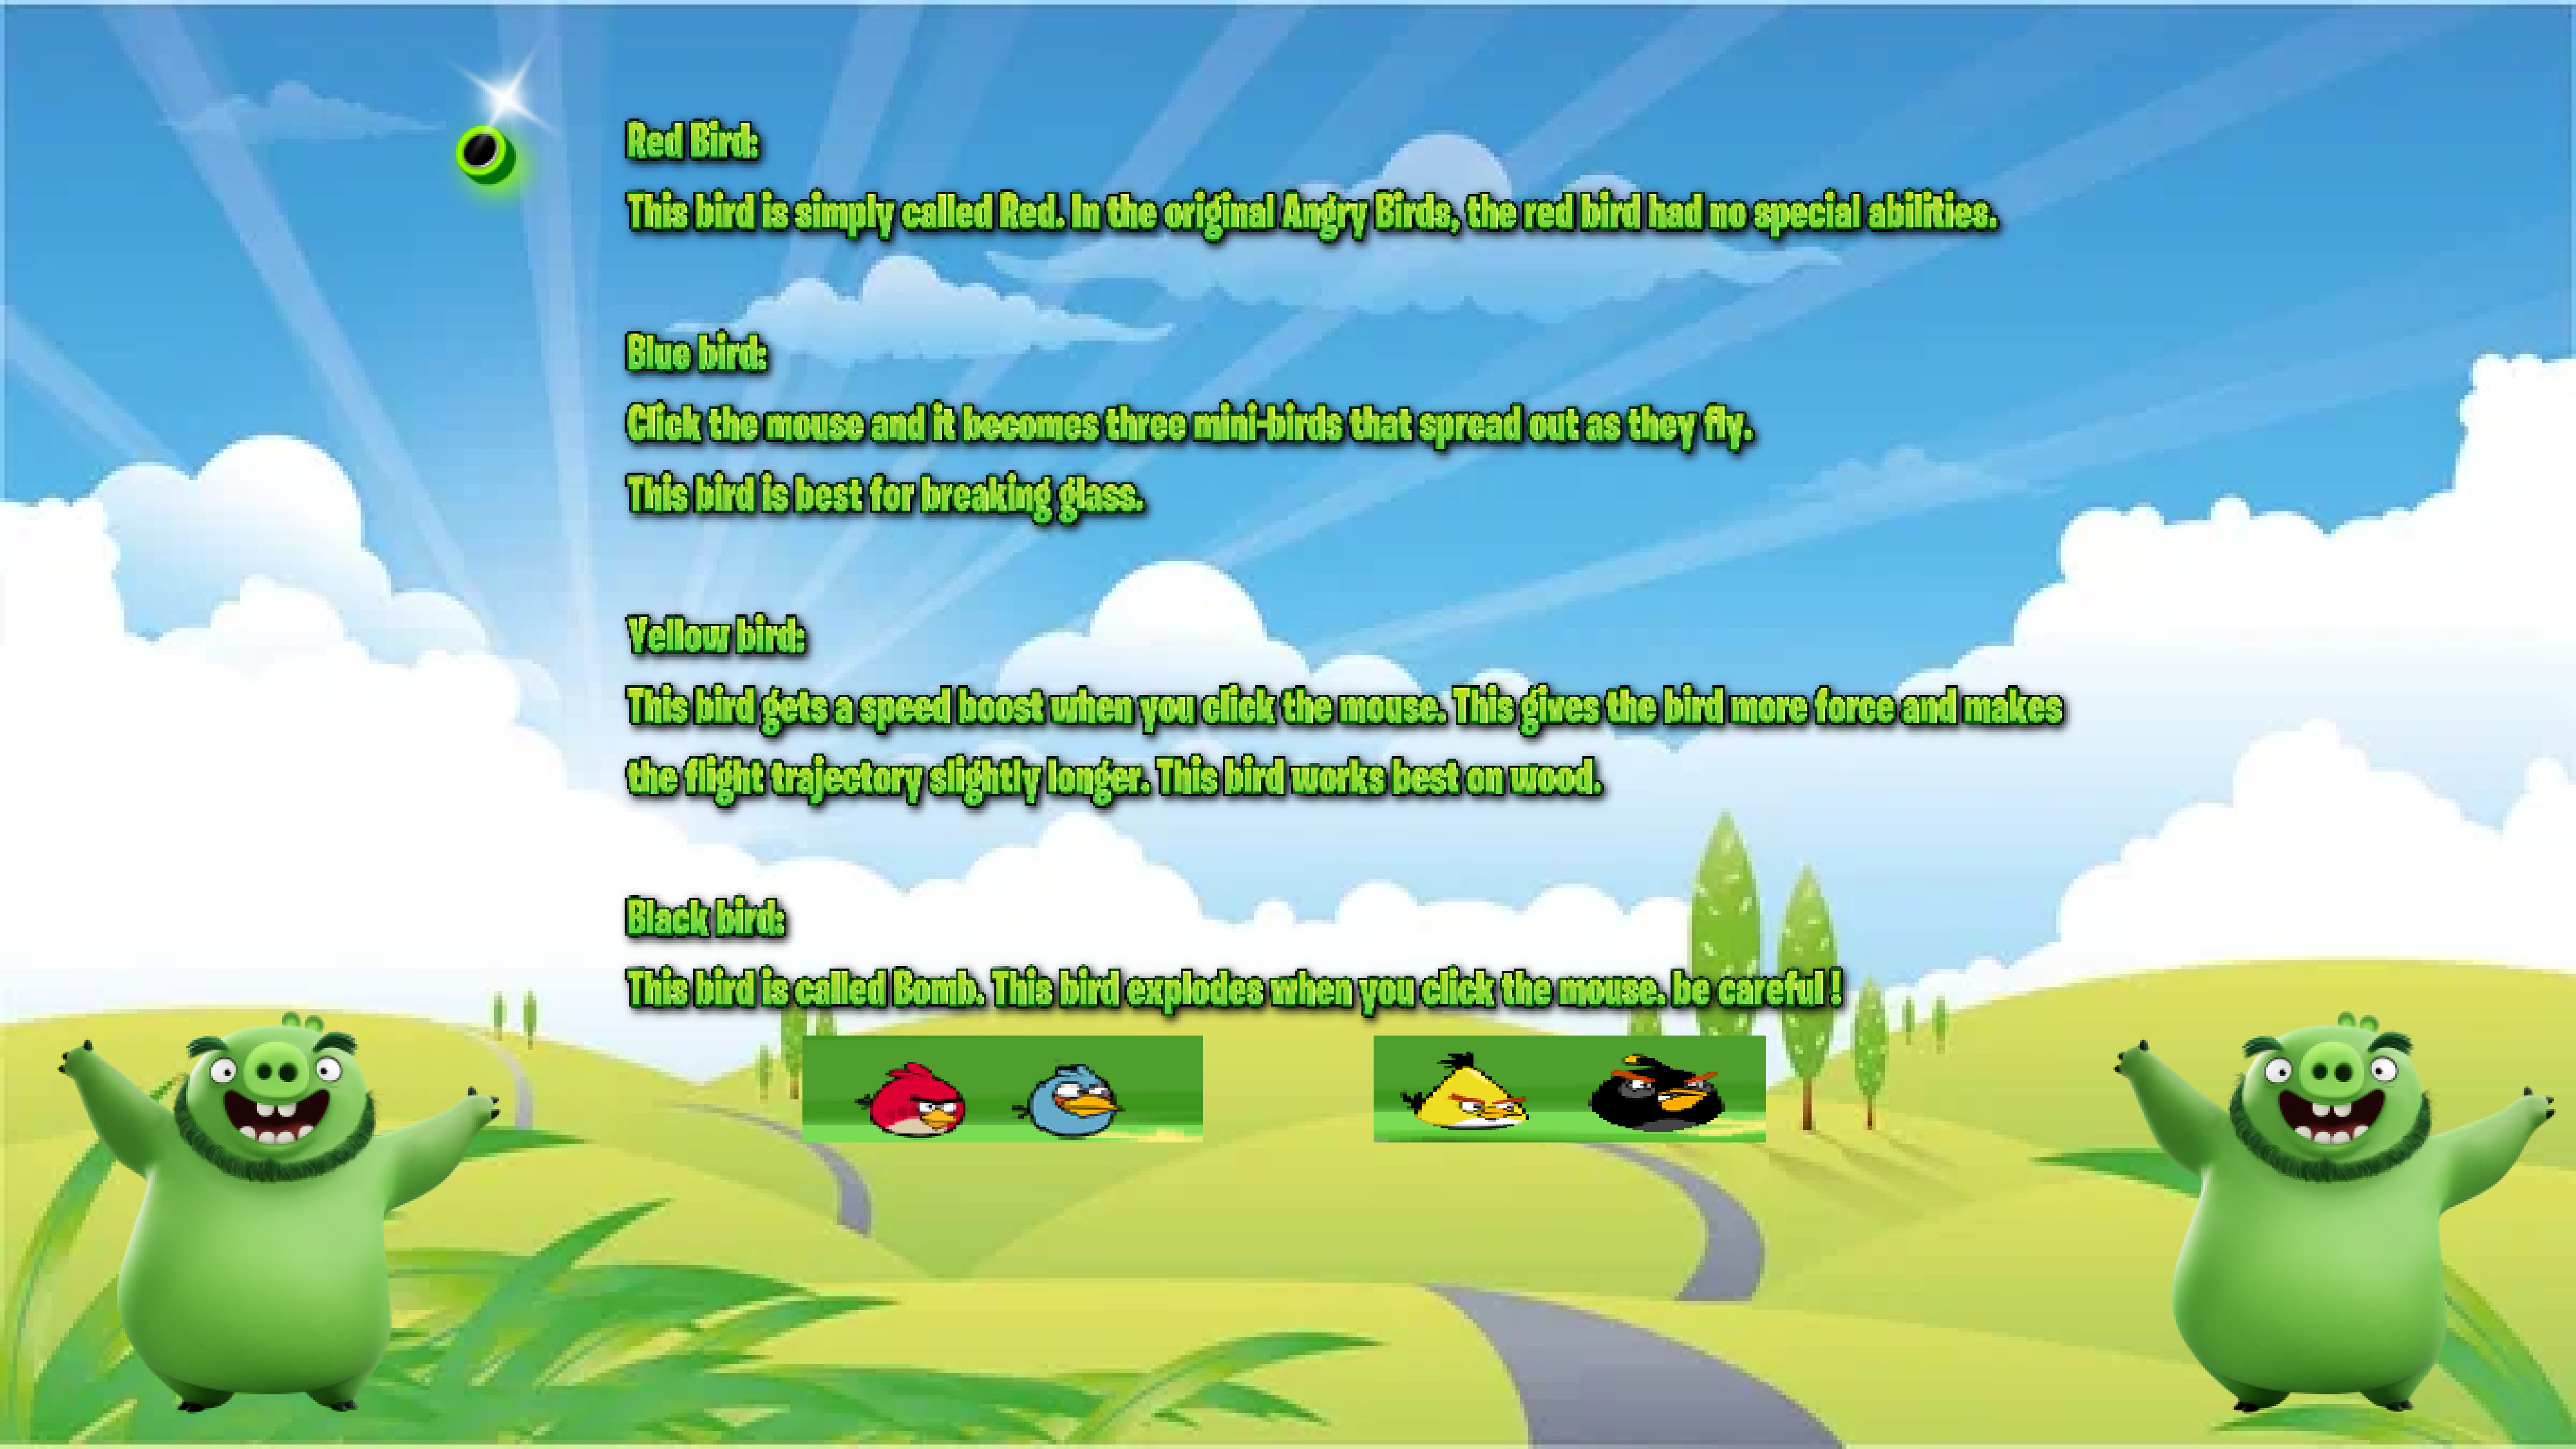 Red Bird:
This bird is simply called Red. In the original Angry Birds, the red bird had no special abilities.
Blue bird:
Click the mouse and it becomes three mini-birds that spread out as they fly.
This bird is best for breaking glass.
Yellow bird:
This bird gets a speed boost when you click the mouse. This gives the bird more force and makes
the flight trajectory slightly longer. This bird works best on wood.
Black bird:
This bird is called Bomb. This bird explodes when you click the mouse. be careful !